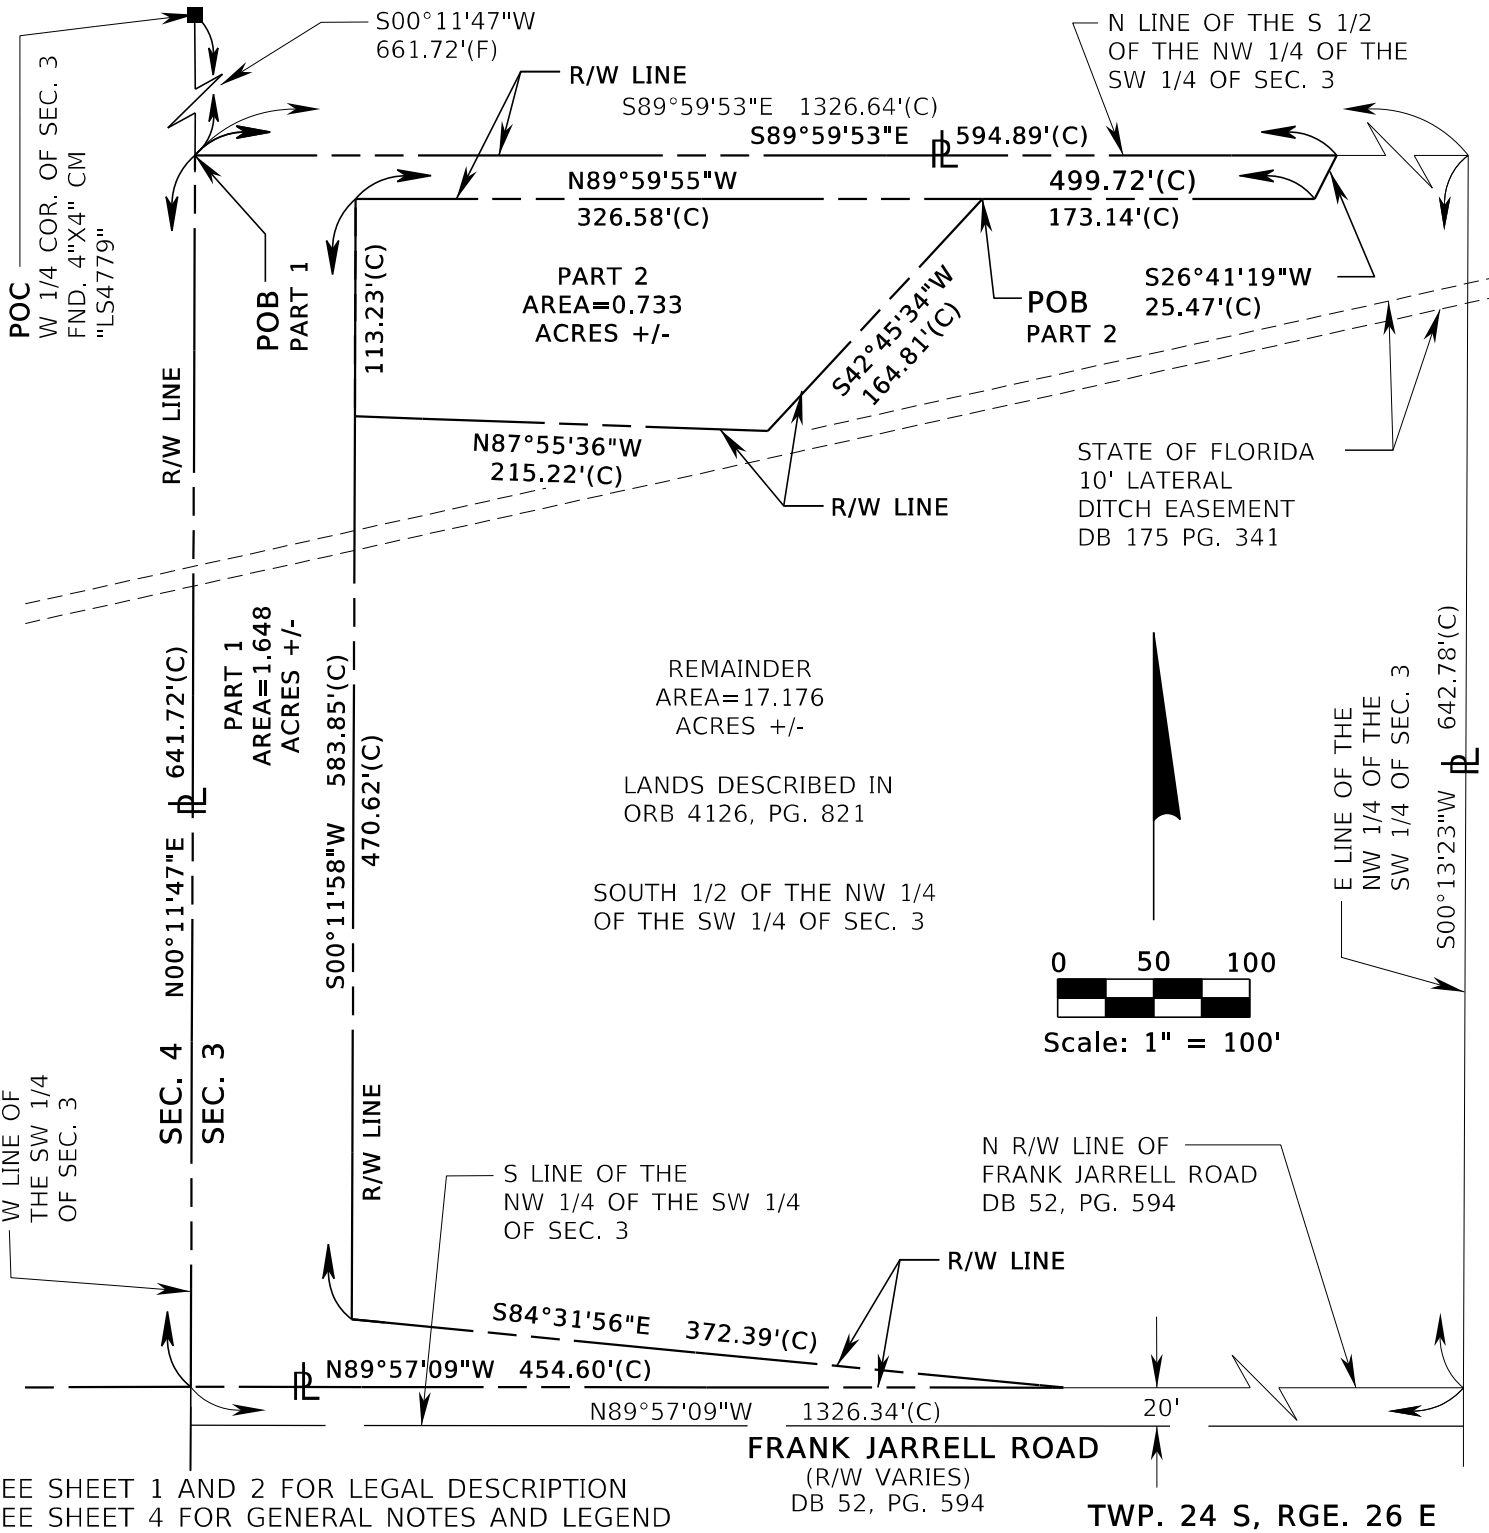 S00°11'47"W
661.72'(F)
POC
W 1/4 COR. OF SEC. 3
FND. 4"X4" CM
"LS4779"
R/W LINE
N LINE OF THE S 1/2
OF THE NW 1/4 OF THE
SW 1/4 OF SEC. 3
S89°59'53"E 1326.64'(C)
S89°59'53"E PL 594.89'(C)
N89°59'55"W 499.72'(C)
326.58'(C) 173.14'(C)
POB
PART 1
113.23'(C)
PART 2
AREA=0.733
ACRES +/-
S42°45'34"W
164.81'(C)
POB
PART 2
S26°41'19"W
25.47'(C)
R/W LINE
N87°55'36"W
215.22'(C)
R/W LINE
STATE OF FLORIDA
10' LATERAL
DITCH EASEMENT
DB 175 PG. 341
N00°11'47"E PL 641.72'(C)
PART 1
AREA=1.648
ACRES +/-
S00°11'58"W 583.85'(C)
470.62'(C)
REMAINDER
AREA=17.176
ACRES +/-
LANDS DESCRIBED IN
ORB 4126, PG. 821
SOUTH 1/2 OF THE NW 1/4
OF THE SW 1/4 OF SEC. 3
E LINE OF THE
NW 1/4 OF THE
SW 1/4 OF SEC. 3
S00°13'23"W PL 642.78'(C)
0 50 100
Scale: 1" = 100'
SEC. 4
SEC. 3
W LINE OF
THE SW 1/4
OF SEC. 3
R/W LINE
S LINE OF THE
NW 1/4 OF THE SW 1/4
OF SEC. 3
N R/W LINE OF
FRANK JARRELL ROAD
DB 52, PG. 594
R/W LINE
S84°31'56"E 372.39'(C)
PL N89°57'09"W 454.60'(C)
N89°57'09"W 1326.34'(C)
20'
FRANK JARRELL ROAD
(R/W VARIES)
DB 52, PG. 594
EE SHEET 1 AND 2 FOR LEGAL DESCRIPTION
EE SHEET 4 FOR GENERAL NOTES AND LEGEND
TWP. 24 S, RGE. 26 E